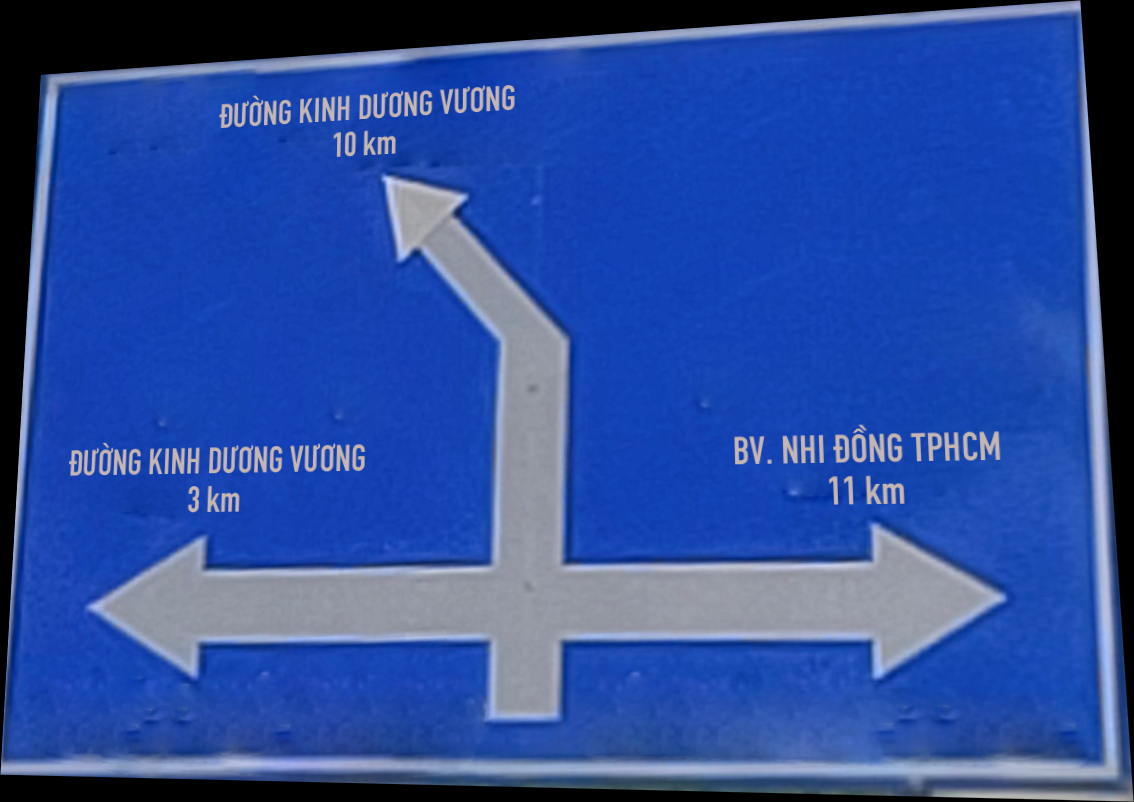 ĐƯỜNG KINH DƯƠNG VƯƠNG
10 km
ĐƯỜNG KINH DƯƠNG VƯƠNG
3 km
BV. NHI ĐỒNG TPHCM
11 km